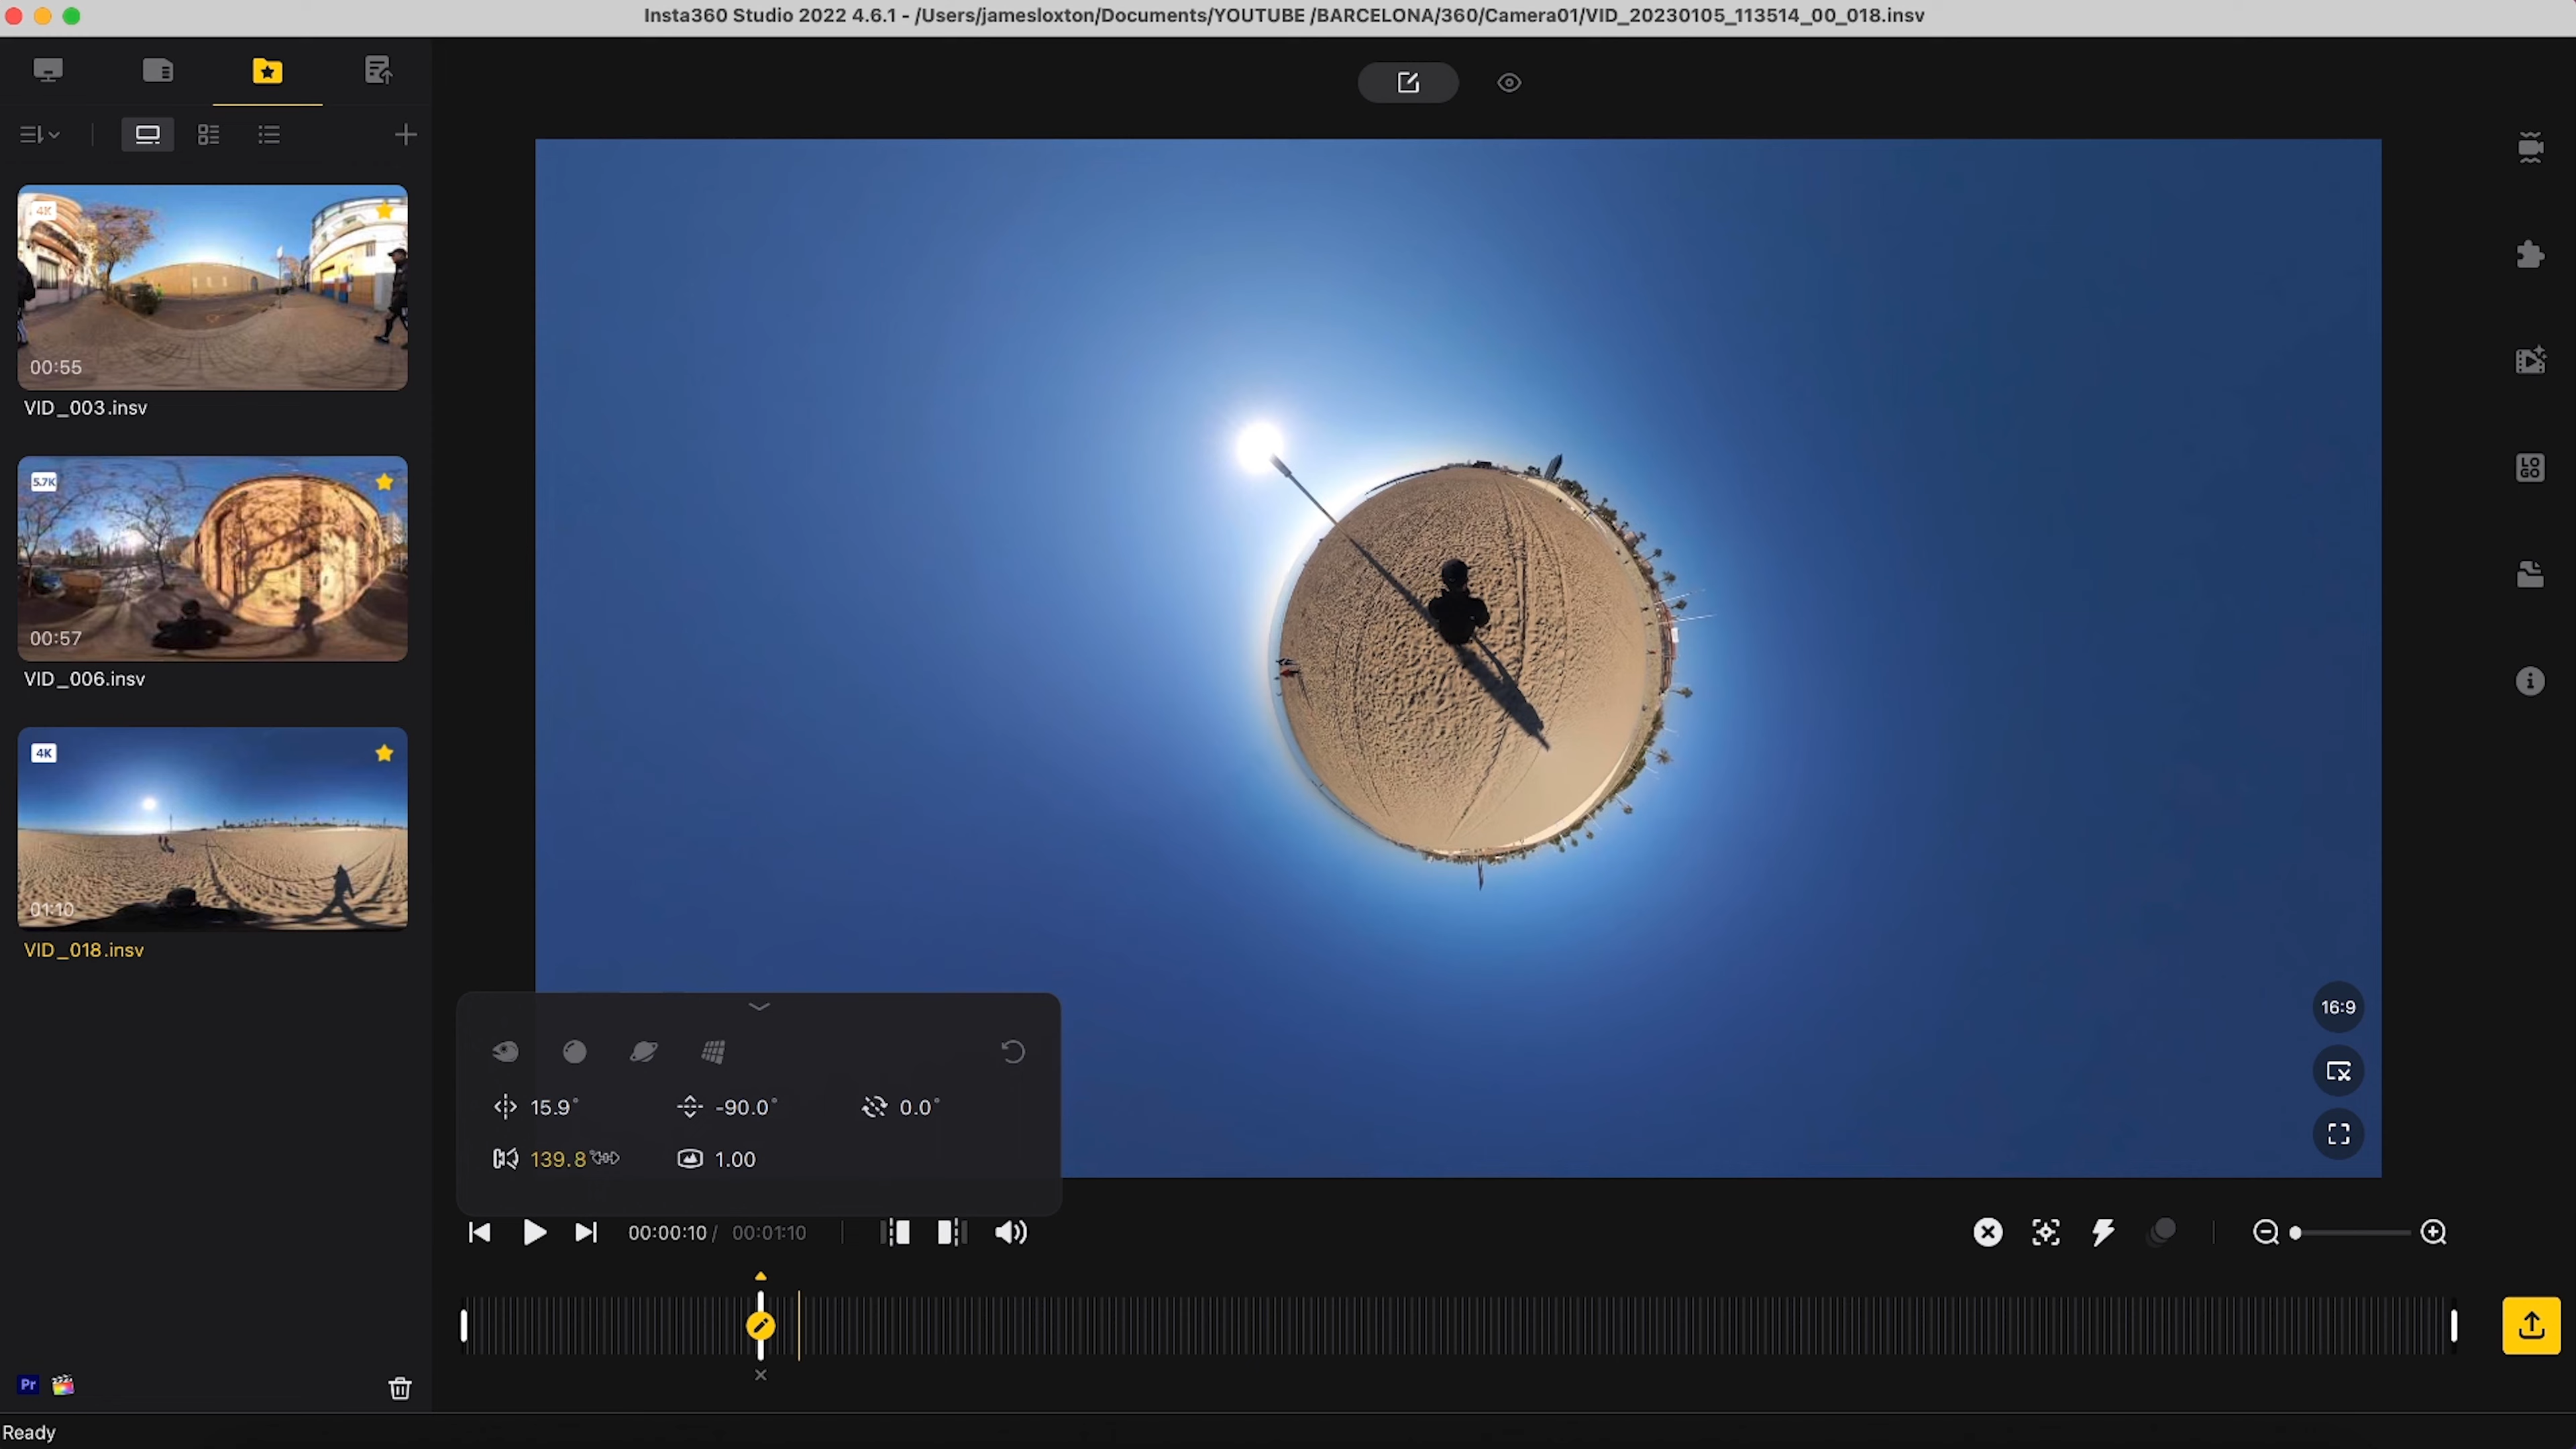 Insta360 Studio 2022 4.6.1 - /Users/jamesloxton/Documents/YOUTUBE /BARCELONA/360/Camera01/VID_20230105_113514_00_018.insv
4K
00:55
VID_003.insv
5.7K
00:57
VID_006.insv
4K
01:10
VID_018.insv
LOGO
16:9
15.9°
-90.0°
0.0°
139.8°
1.00
00:00:10 / 00:01:10
Pr
Ready